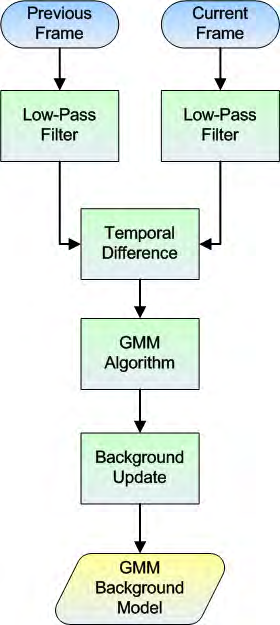 Previous
Frame
Current
Frame
Low-Pass
Filter
Low-Pass
Filter
Temporal
Difference
GMM
Algorithm
Background
Update
GMM
Background
Model